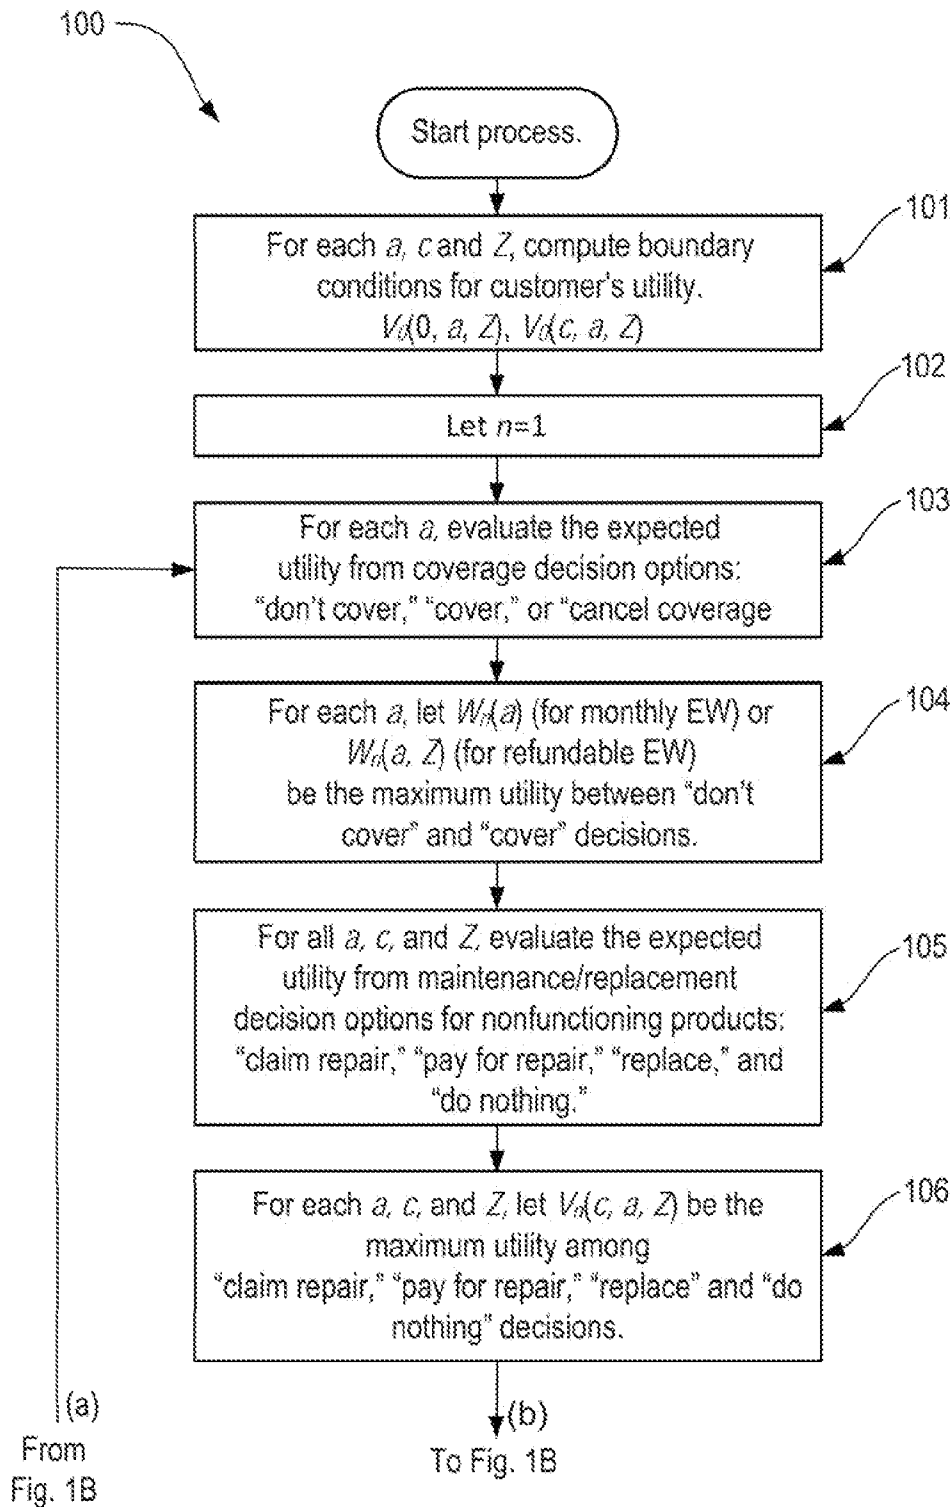 100
Start process.
101
For each a, c and Z, compute boundary
conditions for customer's utility.
V₀(0, a, Z), V₀(c, a, Z)
102
Let n=1
103
For each a, evaluate the expected
utility from coverage decision options:
“don't cover,” “cover,” or “cancel coverage
104
For each a, let Wₙ(a) (for monthly EW) or
Wₙ(a, Z) (for refundable EW)
be the maximum utility between “don't
cover” and “cover” decisions.
105
For all a, c, and Z, evaluate the expected
utility from maintenance/replacement
decision options for nonfunctioning products:
“claim repair,” “pay for repair,” “replace,” and
“do nothing.”
106
For each a, c, and Z, let Vₙ(c, a, Z) be the
maximum utility among
“claim repair,” “pay for repair,” “replace” and “do
nothing” decisions.
(a)
From
Fig. 1B
(b)
To Fig. 1B